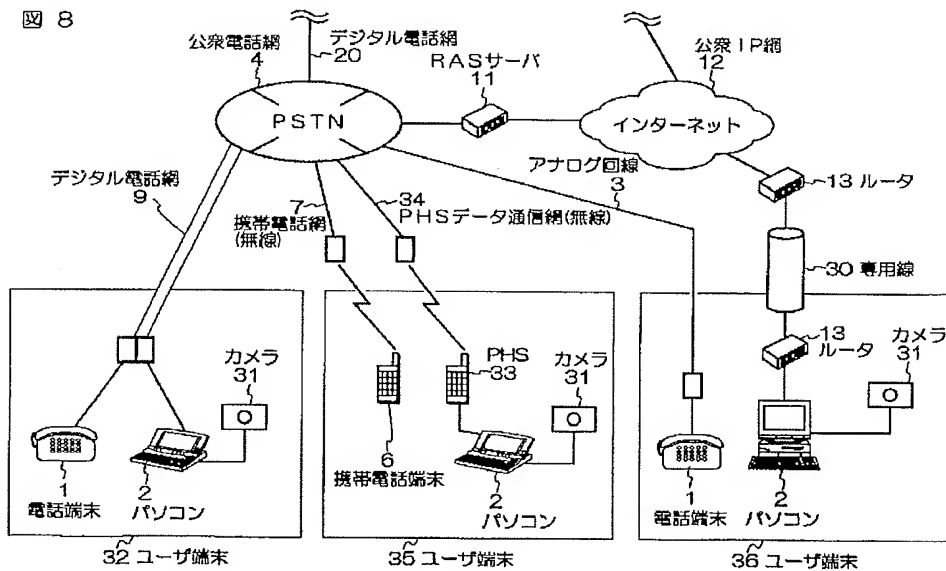 図 8
公衆電話網
4
デジタル電話網
20
RASサーバ
11
公衆IP網
12
PSTN
インターネット
デジタル電話網
9
7
携帯電話網
(無線)
34
PHSデータ通信網(無線)
アナログ回線
3
13 ルータ
30 専用線
カメラ
31
PHS
33
カメラ
31
13
ルータ
カメラ
31
1
電話端末
2
パソコン
6
携帯電話端末
2
パソコン
1
電話端末
2
パソコン
32 ユーザ端末
35 ユーザ端末
36 ユーザ端末